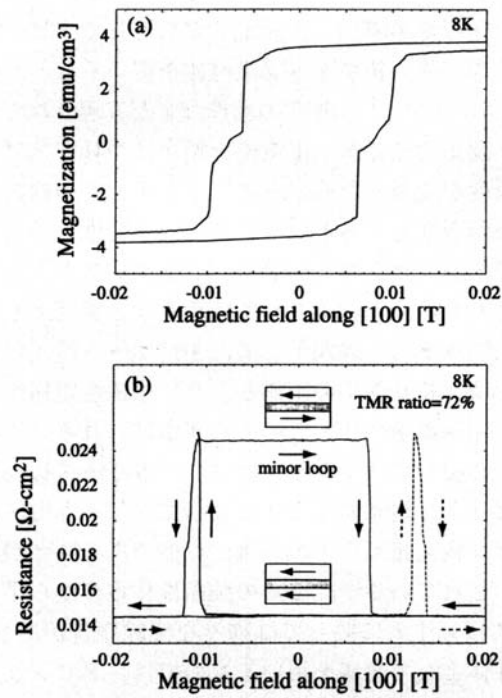 (a)
8K
Magnetization [emu/cm3]
4
2
0
-2
-4
-0.02
-0.01
0
0.01
0.02
Magnetic field along [100] [T]
(b)
8K
TMR ratio=72%
minor loop
Resistance [Ω-cm²]
0.024
0.022
0.02
0.018
0.016
0.014
-0.02
-0.01
0
0.01
0.02
Magnetic field along [100] [T]